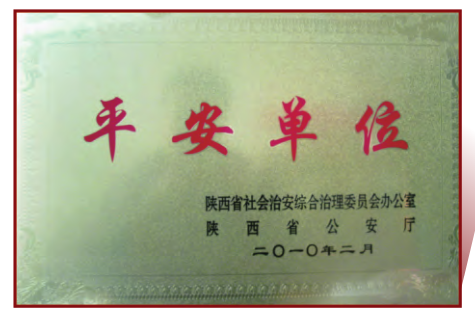 平安单位
陕西省社会治安综合治理委员会办公室
陕西省公安厅
二〇一〇年二月